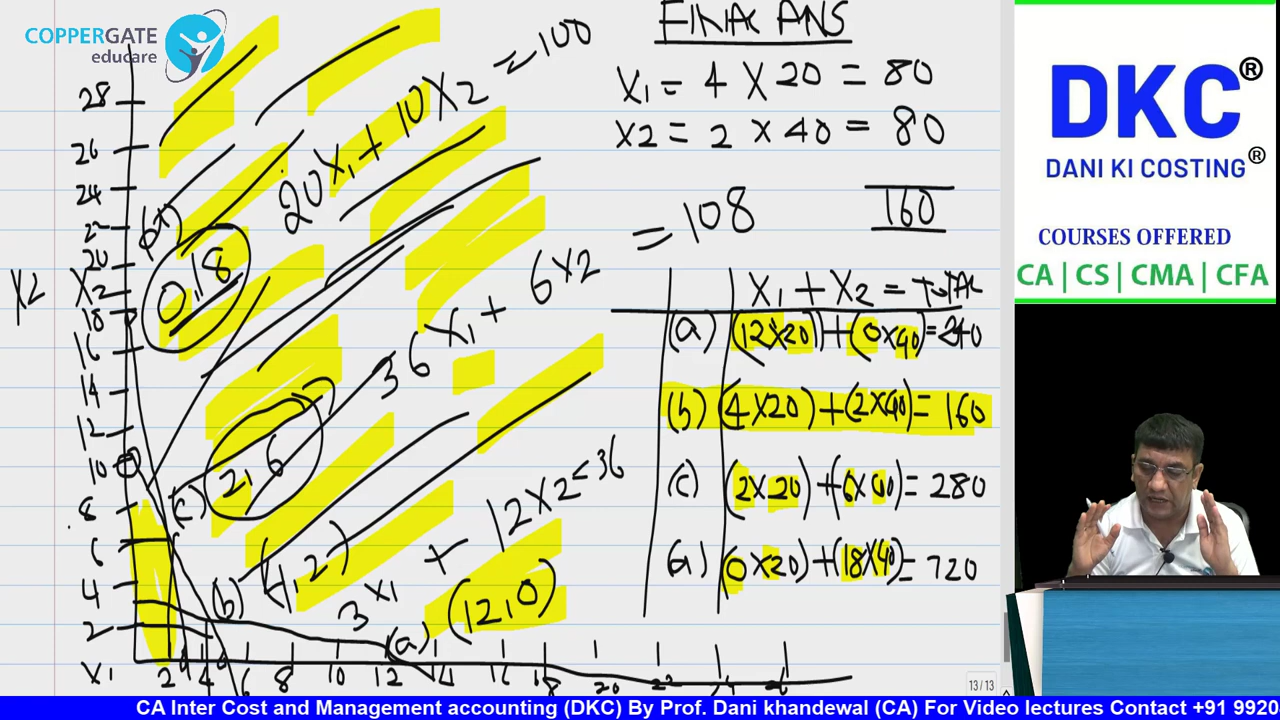 COPPERGATE
educare
FINAL ANS
X1 = 4 X 20 = 80
X2 = 2 X 40 = 80
160
20X1 + 10X2 = 100
36X1 + 6X2 = 108
3X1 + 12X2 < 36
X1 + X2 = TOTAL
(a) (12X20) + (0X40) = 240
(b) (4X20) + (2X40) = 160
(c) (2X20) + (6X40) = 280
(d) (0X20) + (18X40) = 720
0,18
(c) 2,6
(b) (4,2)
(a) (12,0)
X2
X2
28
26
24
22
20
18
16
14
12
10
8
6
4
2
X1 2 4 6 8 10 12 14 16 18 20 22 24 26
13 / 13
DKC®
DANI KI COSTING
COURSES OFFERED
CA | CS | CMA | CFA
CA Inter Cost and Management accounting (DKC) By Prof. Dani khandewal (CA) For Video lectures Contact +91 9920